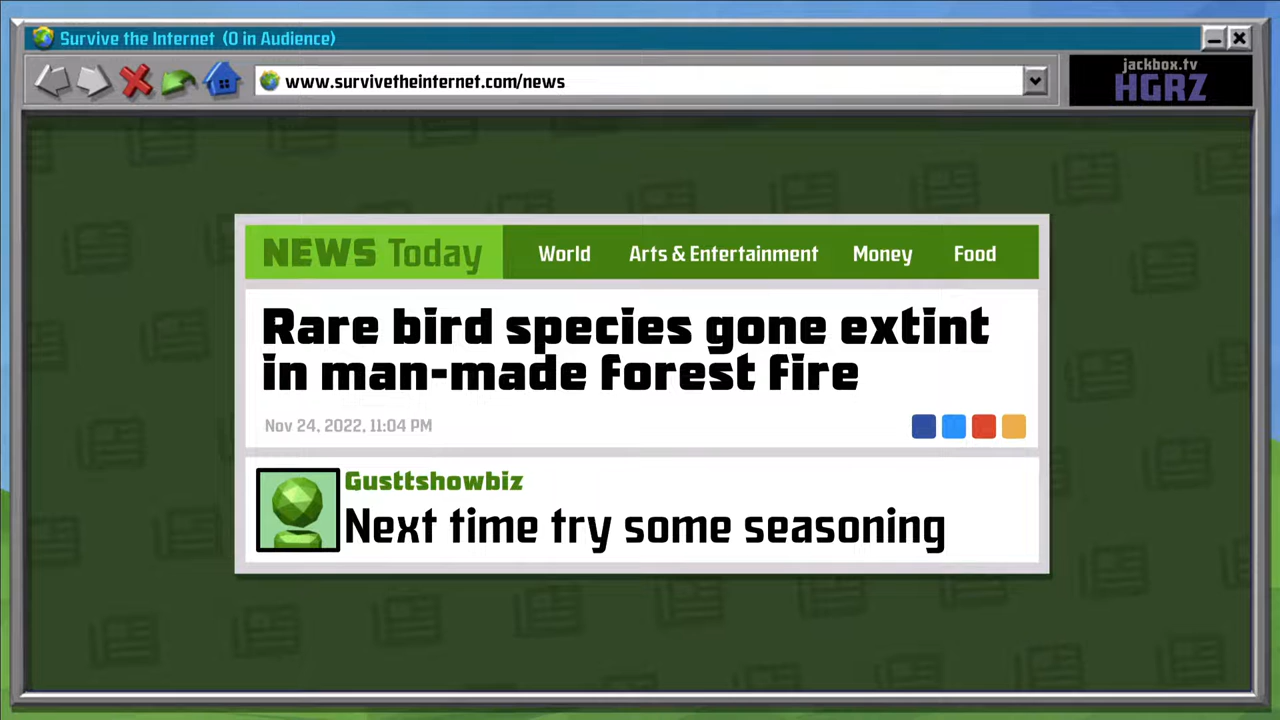 Survive the Internet (0 in Audience)
www.survivetheinternet.com/news
jackbox.tv
HGRZ
NEWS Today World Arts & Entertainment Money Food
Rare bird species gone extint
in man-made forest fire
Nov 24, 2022, 11:04 PM
Gusttshowbiz
Next time try some seasoning